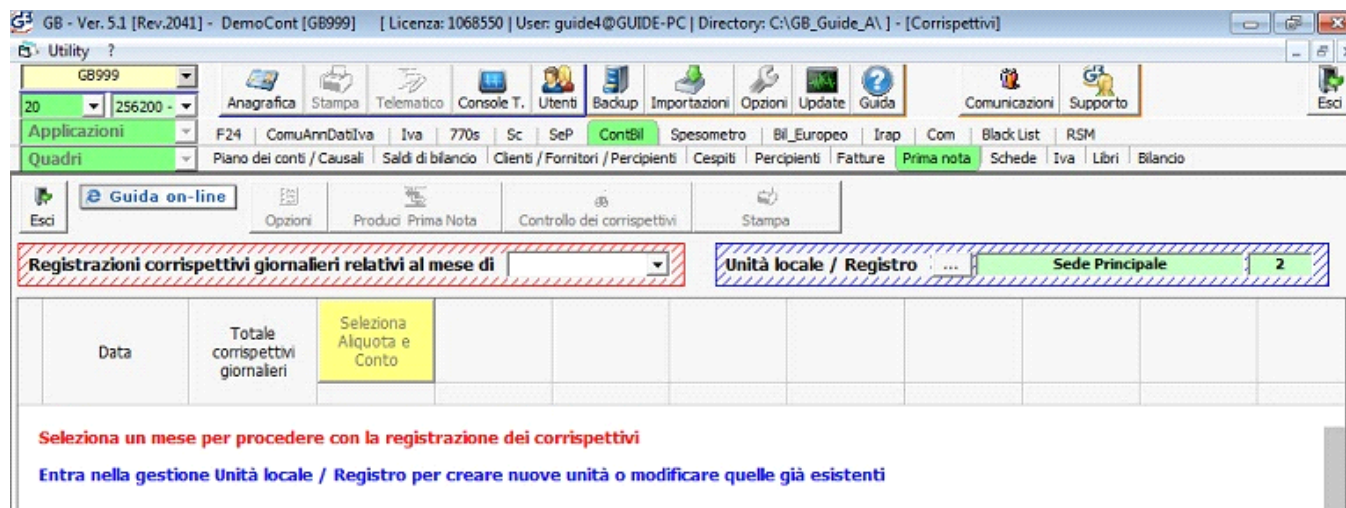 GB - Ver. 5.1 [Rev.2041] - DemoCont [GB999] [ Licenza: 1068550 | User: guide4@GUIDE-PC | Directory: C:\GB_Guide_A\ ] - [Corrispettivi]
Utility ?
GB999
20 256200 -
Anagrafica Stampa Telematico Console T. Utenti Backup Importazioni Opzioni Update Guida Comunicazioni Supporto Esci
Applicazioni F24 ComuAnnDatiIva Iva 770s Sc SeP ContBil Spesometro Bil_Europeo Irap Com Black List RSM
Quadri Piano dei conti / Causali Saldi di bilancio Clienti / Fornitori / Percipienti Cespiti Percipienti Fatture Prima nota Schede Iva Libri Bilancio
Esci Guida on-line Opzioni Produci Prima Nota Controllo dei corrispettivi Stampa
Registrazioni corrispettivi giornalieri relativi al mese di Unità locale / Registro ... Sede Principale 2
Data
Totale corrispettivi giornalieri
Seleziona Aliquota e Conto
Seleziona un mese per procedere con la registrazione dei corrispettivi
Entra nella gestione Unità locale / Registro per creare nuove unità o modificare quelle già esistenti